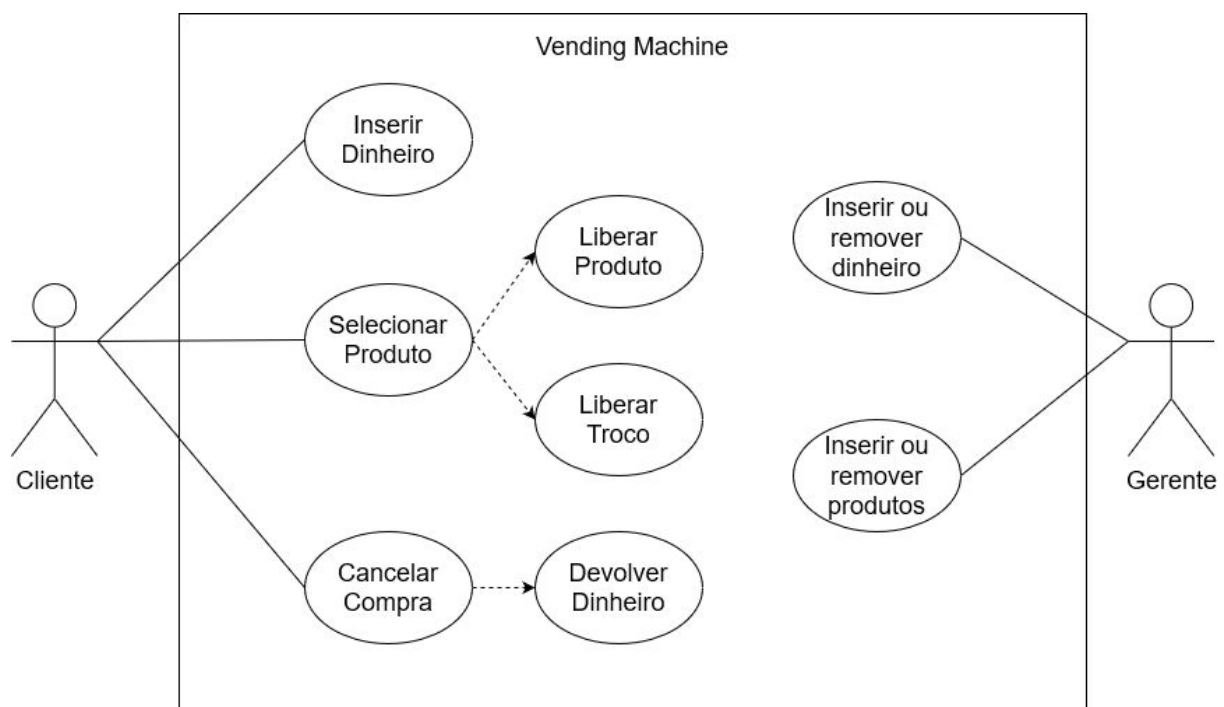 Vending Machine
Inserir
Dinheiro
Liberar
Produto
Inserir ou
remover
dinheiro
Selecionar
Produto
Liberar
Troco
Cliente
Inserir ou
remover
produtos
Gerente
Cancelar
Compra
Devolver
Dinheiro